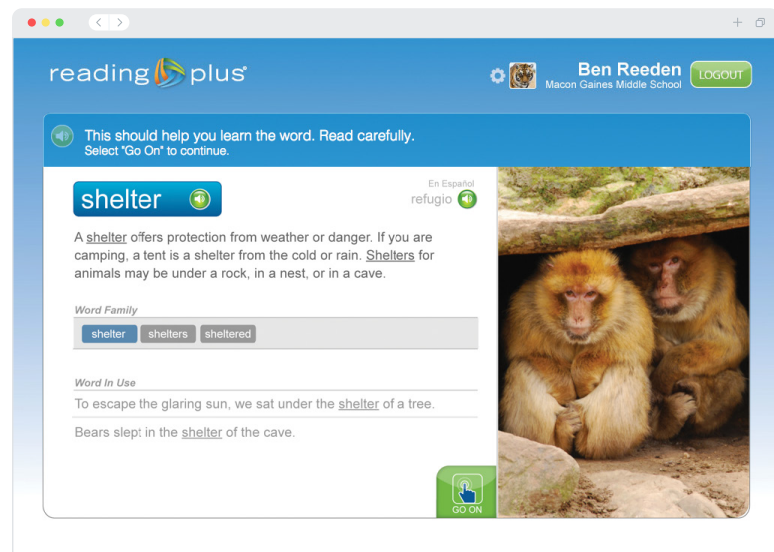 reading plus®
Ben Reeden
Macon Gaines Middle School
LOGOUT
This should help you learn the word. Read carefully.
Select "Go On" to continue.
shelter
En Español
refugio
A shelter offers protection from weather or danger. If you are
camping, a tent is a shelter from the cold or rain. Shelters for
animals may be under a rock, in a nest, or in a cave.
Word Family
shelter shelters sheltered
Word In Use
To escape the glaring sun, we sat under the shelter of a tree.
Bears slept in the shelter of the cave.
GO ON